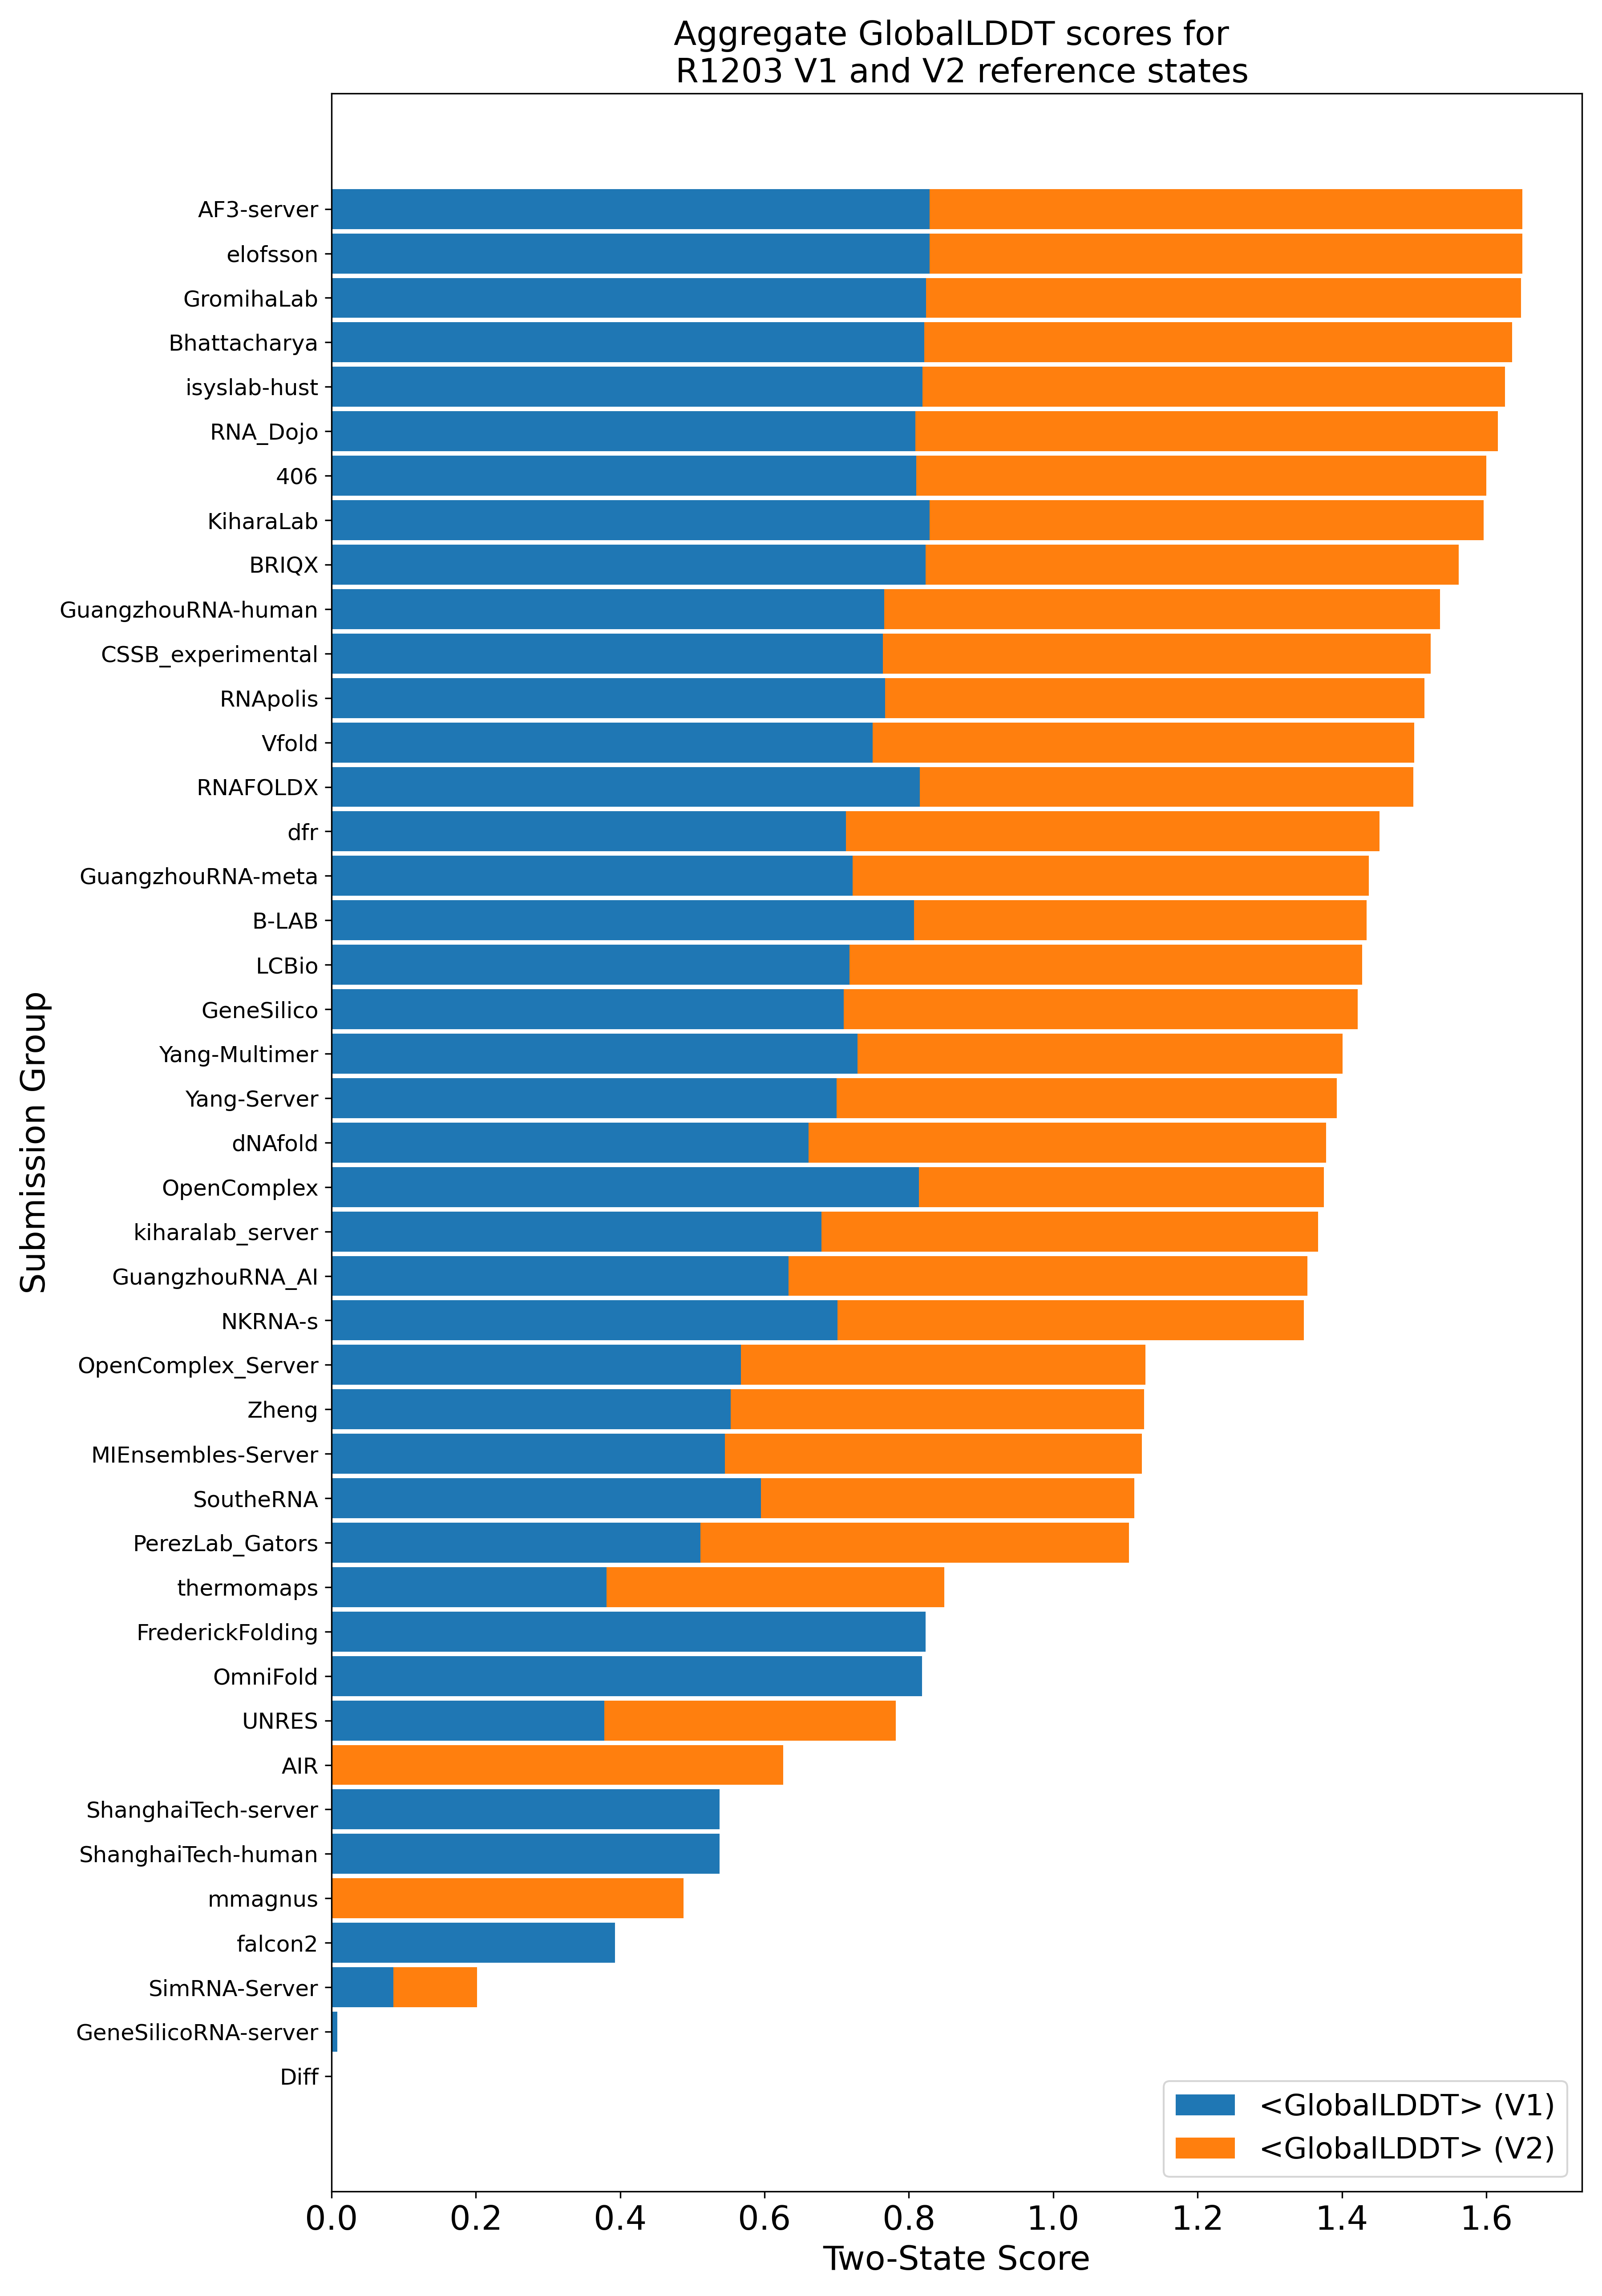 Aggregate GlobalLDDT scores for
R1203 V1 and V2 reference states
AF3-server
elofsson
GromihaLab
Bhattacharya
isyslab-hust
RNA_Dojo
406
KiharaLab
BRIQX
GuangzhouRNA-human
CSSB_experimental
RNApolis
Vfold
RNAFOLDX
dfr
GuangzhouRNA-meta
B-LAB
LCBio
GeneSilico
Yang-Multimer
Yang-Server
dNAfold
OpenComplex
kiharalab_server
GuangzhouRNA_AI
NKRNA-s
OpenComplex_Server
Zheng
MIEnsembles-Server
SoutheRNA
PerezLab_Gators
thermomaps
FrederickFolding
OmniFold
UNRES
AIR
ShanghaiTech-server
ShanghaiTech-human
mmagnus
falcon2
SimRNA-Server
GeneSilicoRNA-server
Diff
Submission Group
<GlobalLDDT> (V1)
<GlobalLDDT> (V2)
0.0 0.2 0.4 0.6 0.8 1.0 1.2 1.4 1.6
Two-State Score